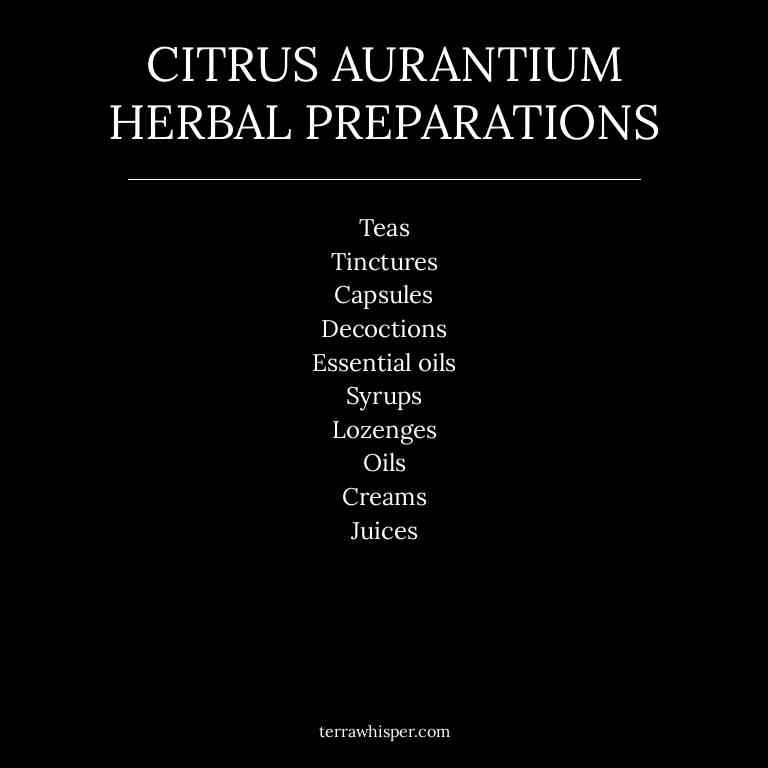 CITRUS AURANTIUM
HERBAL PREPARATIONS
Teas
Tinctures
Capsules
Decoctions
Essential oils
Syrups
Lozenges
Oils
Creams
Juices
terrawhisper.com